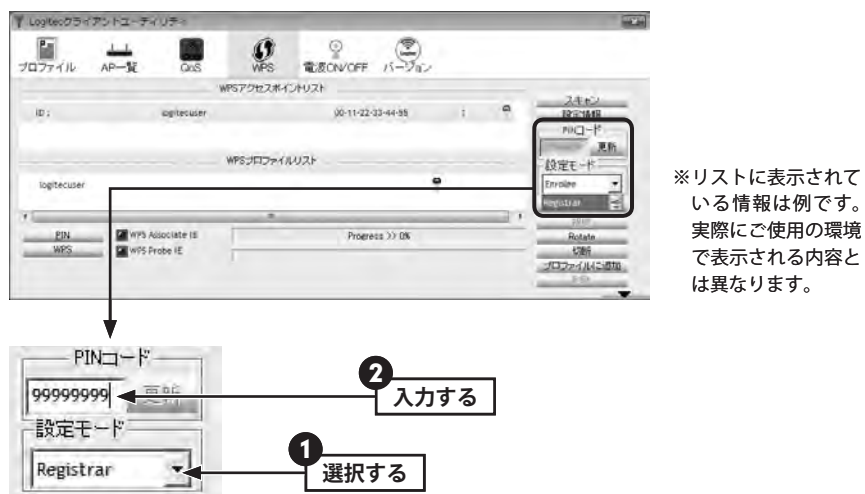 Logitecクライアントユーティリティ
プロファイル AP一覧 QoS WPS 電波ON/OFF バージョン
WPSアクセスポイントリスト
ID : logitecuser 00-11-22-33-44-55 :
スキャン
設定情報
PINコード
更新
設定モード
Enrolee
Registrar
WPSプロファイルリスト
logitecuser
PIN WPS Associate IE Progress >> 0%
WPS WPS Probe IE
Rotate
切断
プロファイルに追加
※リストに表示されて
いる情報は例です。
実際にご使用の環境
で表示される内容と
は異なります。
PINコード
99999999 更新
2
入力する
設定モード
Registrar
1
選択する